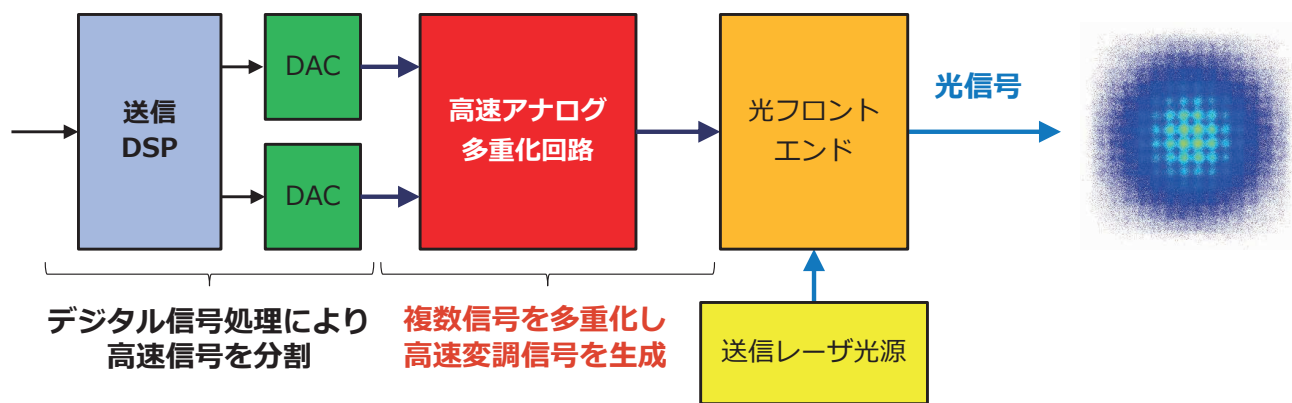 送信
DSP
DAC
DAC
高速アナログ
多重化回路
光フロント
エンド
光信号
送信レーザ光源
デジタル信号処理により
高速信号を分割
複数信号を多重化し
高速変調信号を生成